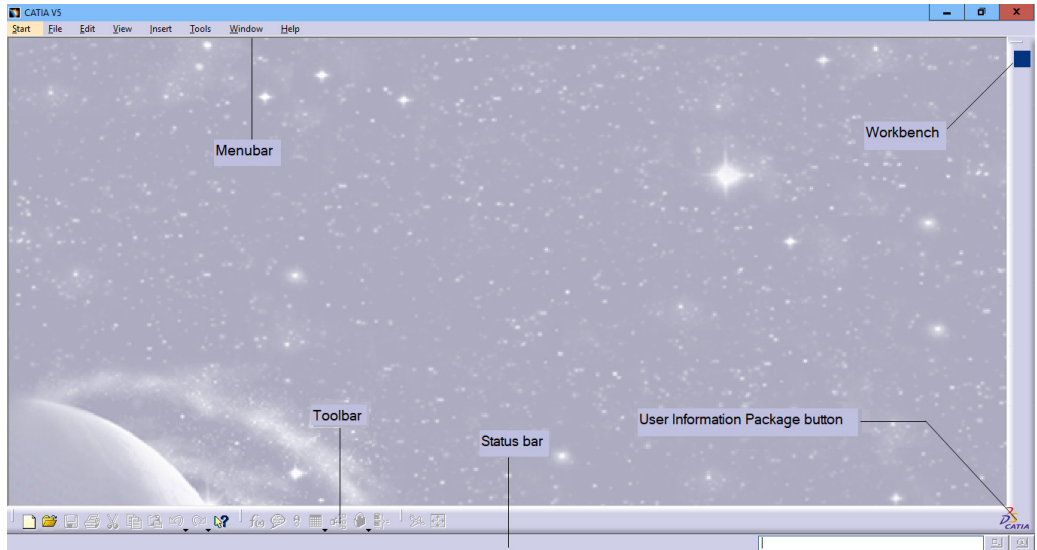 CATIA V5
Start File Edit View Insert Tools Window Help
Workbench
Menubar
Toolbar
User Information Package button
Status bar
f(x)
CATIA